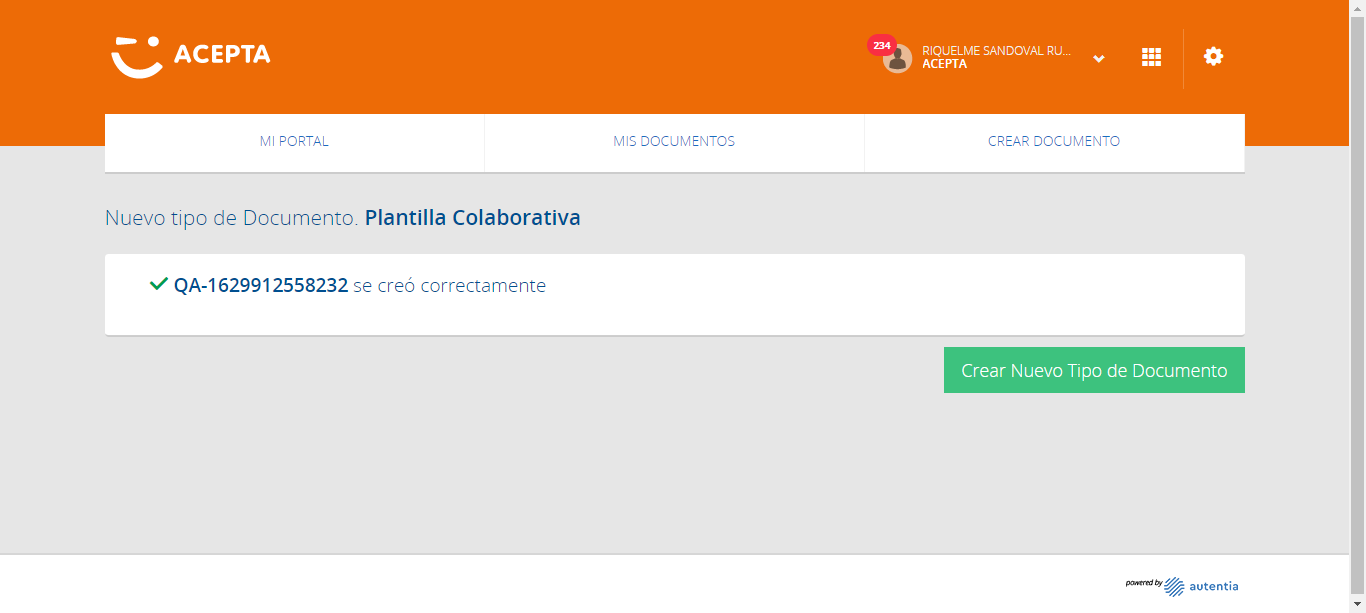 ACEPTA
234
RIQUELME SANDOVAL RU...
ACEPTA
MI PORTAL
MIS DOCUMENTOS
CREAR DOCUMENTO
Nuevo tipo de Documento. Plantilla Colaborativa
QA-1629912558232 se creó correctamente
Crear Nuevo Tipo de Documento
powered by autentia